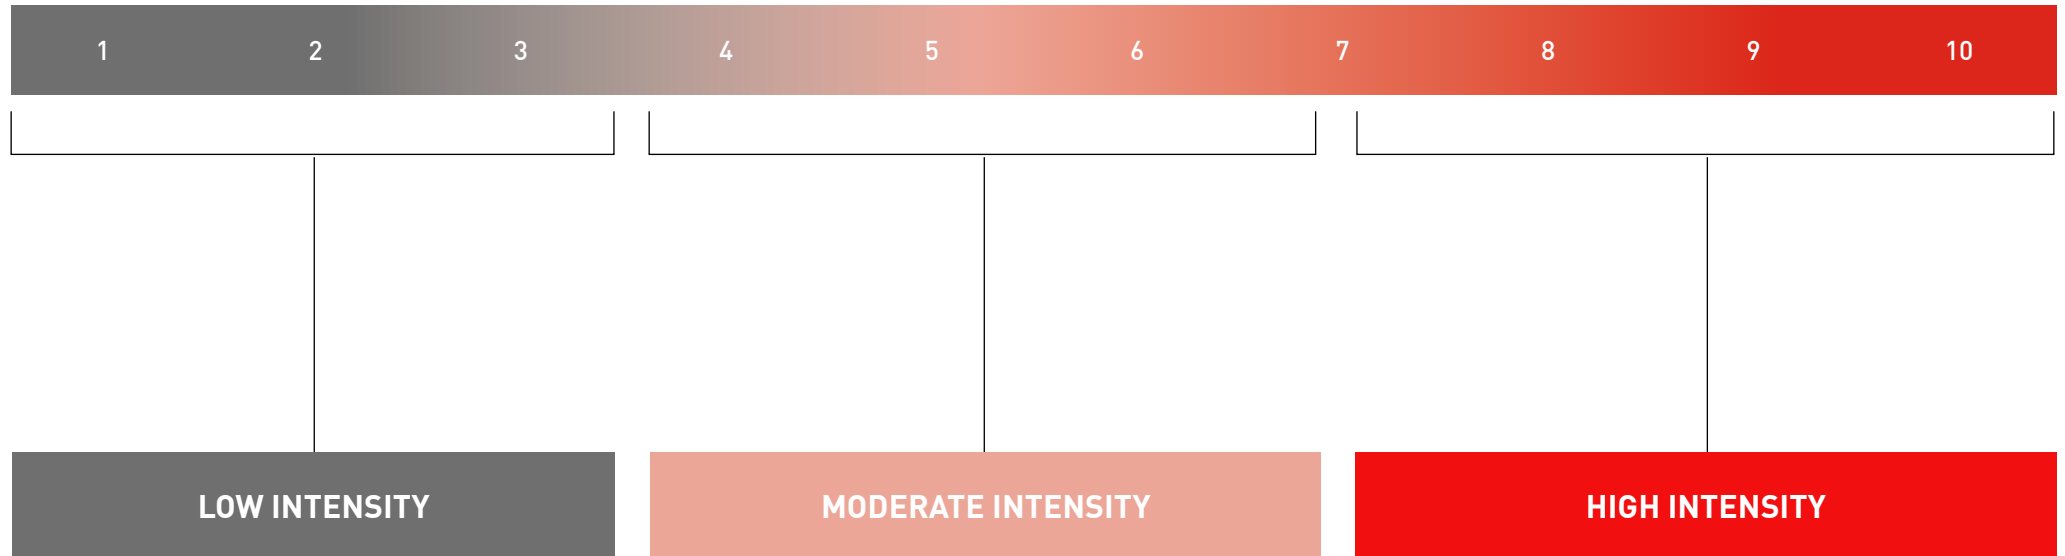 1 2 3 4 5 6 7 8 9 10
LOW INTENSITY MODERATE INTENSITY HIGH INTENSITY